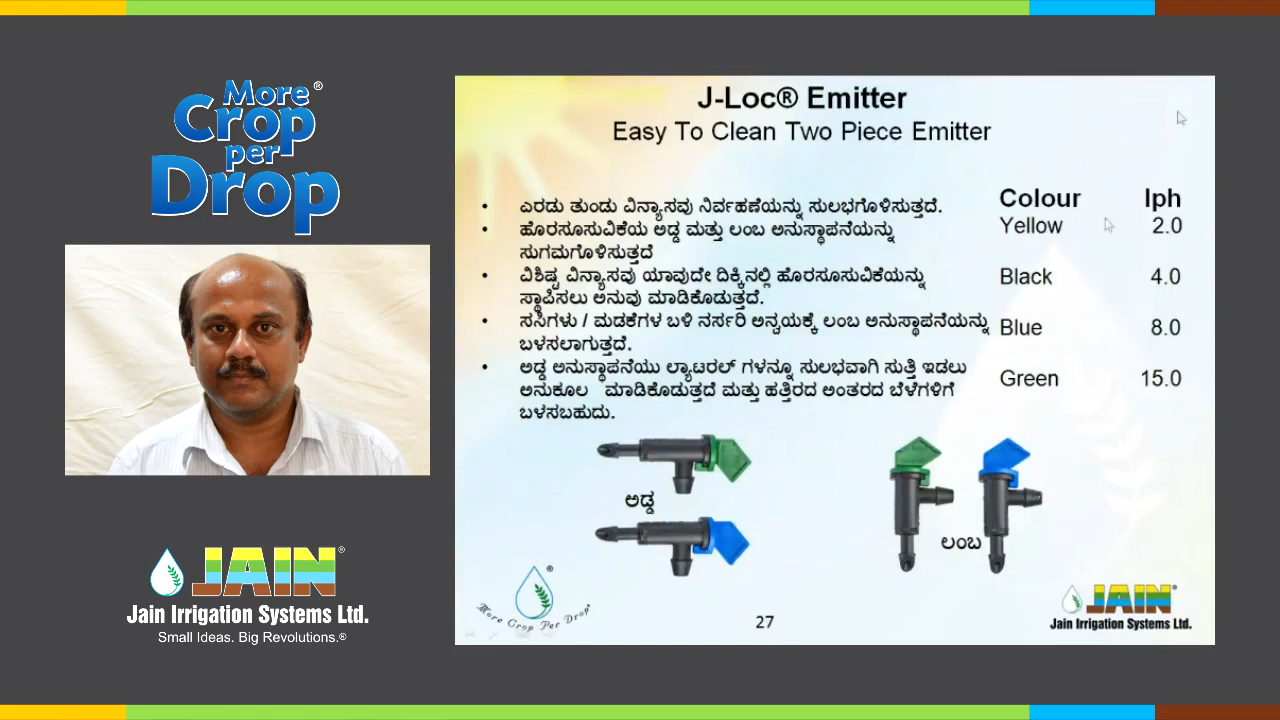 More®
Crop
per
Drop
JAIN®
Jain Irrigation Systems Ltd.
Small Ideas. Big Revolutions.®
J-Loc® Emitter
Easy To Clean Two Piece Emitter
• ಎರಡು ತುಂಡು ವಿನ್ಯಾಸವು ನಿರ್ವಹಣೆಯನ್ನು ಸುಲಭಗೊಳಿಸುತ್ತದೆ.
• ಹೊರಸೂಸುವಿಕೆಯ ಅಡ್ಡ ಮತ್ತು ಲಂಬ ಅನುಸ್ಥಾಪನೆಯನ್ನು
ಸುಗಮಗೊಳಿಸುತ್ತದೆ
• ವಿಶಿಷ್ಟ ವಿನ್ಯಾಸವು ಯಾವುದೇ ದಿಕ್ಕಿನಲ್ಲಿ ಹೊರಸೂಸುವಿಕೆಯನ್ನು
ಸ್ಥಾಪಿಸಲು ಅನುವು ಮಾಡಿಕೊಡುತ್ತದೆ.
• ಸಸಿಗಳು / ಮಡಕೆಗಳ ಬಳಿ ನರ್ಸರಿ ಅನ್ವಯಕ್ಕೆ ಲಂಬ ಅನುಸ್ಥಾಪನೆಯನ್ನು
ಬಳಸಲಾಗುತ್ತದೆ.
• ಅಡ್ಡ ಅನುಸ್ಥಾಪನೆಯು ಲ್ಯಾಟರಲ್ ಗಳನ್ನೂ ಸುಲಭವಾಗಿ ಸುತ್ತಿ ಇಡಲು
ಅನುಕೂಲ ಮಾಡಿಕೊಡುತ್ತದೆ ಮತ್ತು ಹತ್ತಿರದ ಅಂತರದ ಬೆಳೆಗಳಿಗೆ
ಬಳಸಬಹುದು.
Colour lph
Yellow 2.0
Black 4.0
Blue 8.0
Green 15.0
ಅಡ್ಡ
ಲಂಬ
More Crop Per Drop®
27
JAIN®
Jain Irrigation Systems Ltd.